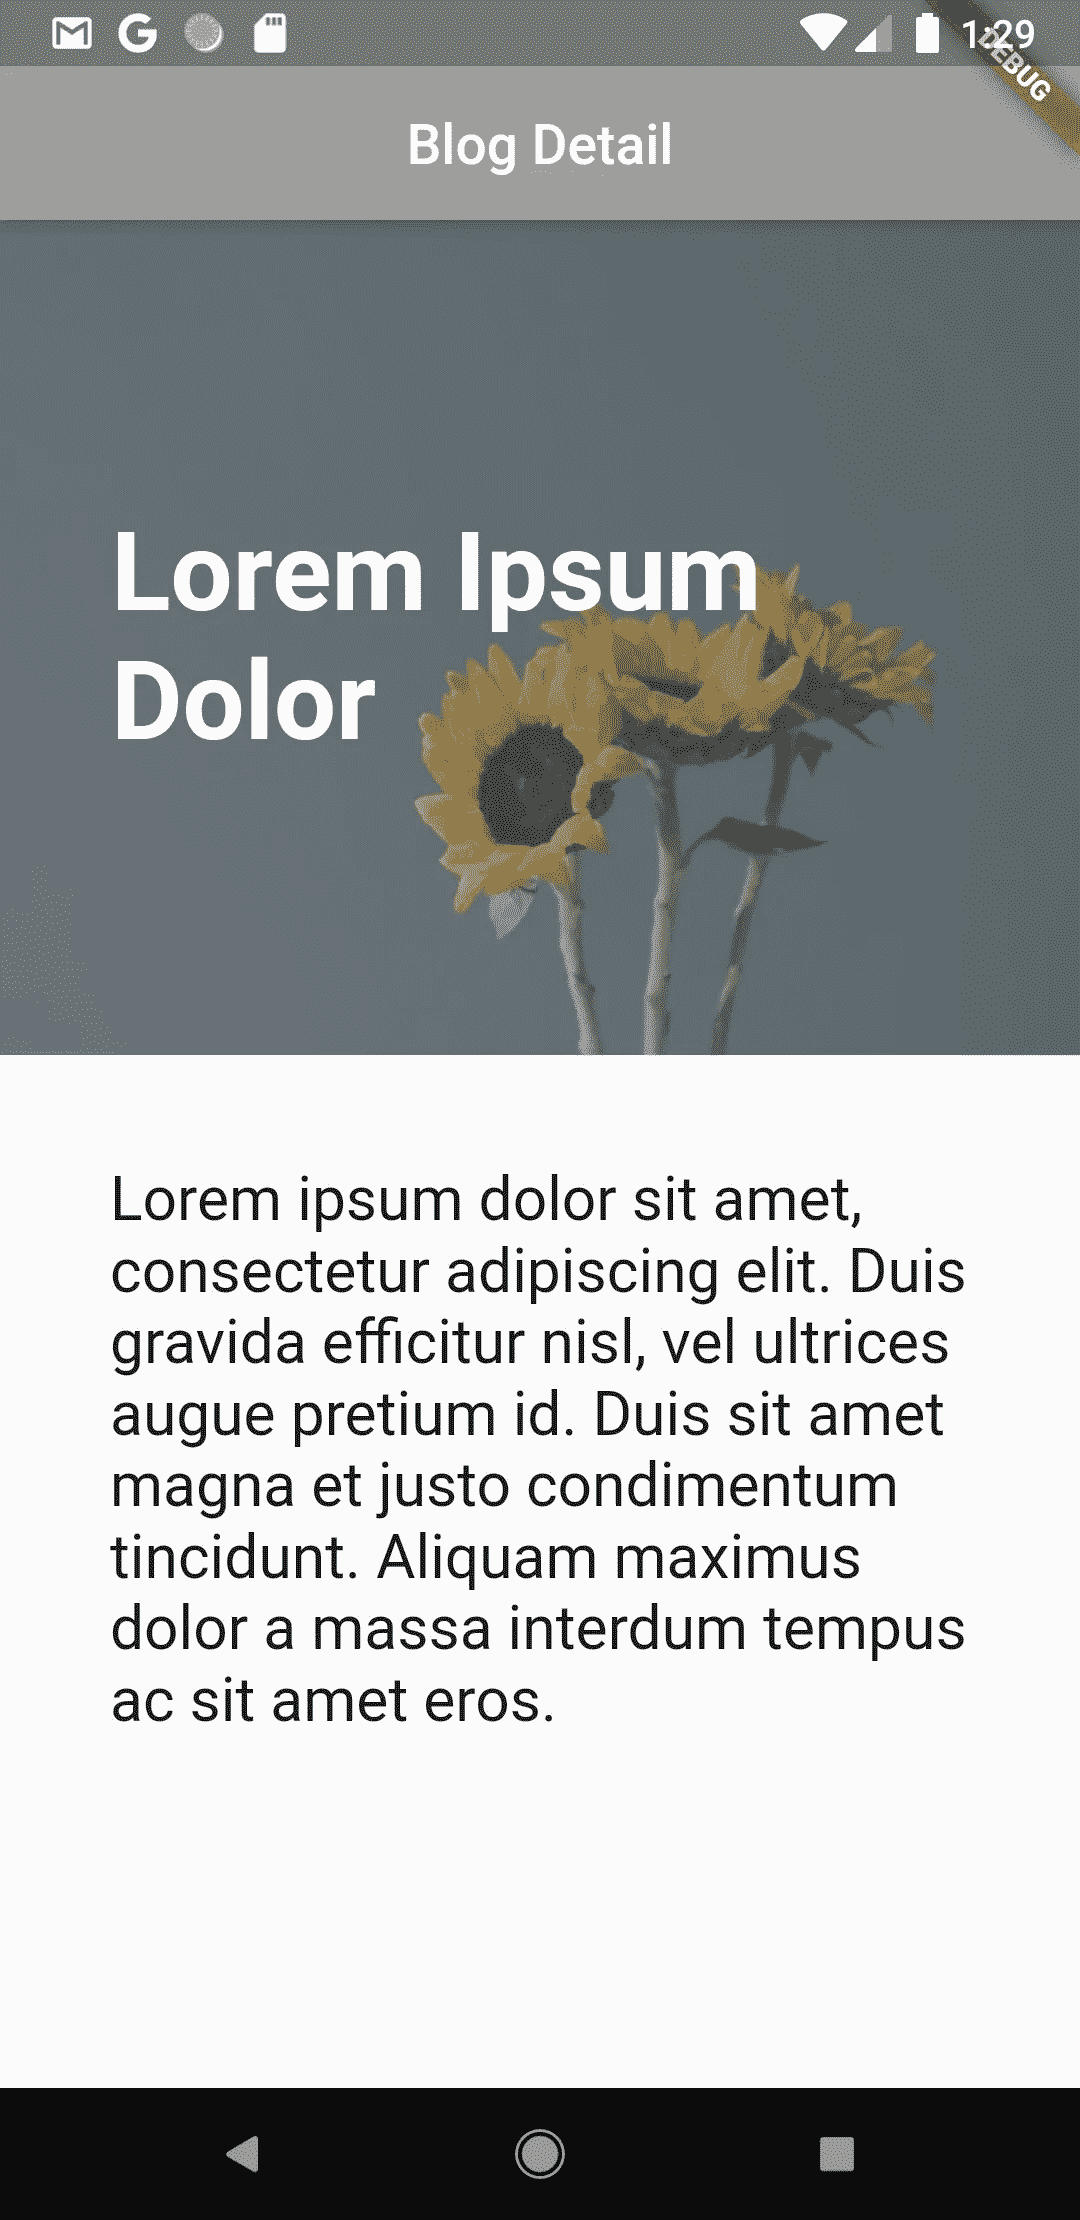 1:29
DEBUG
Blog Detail
Lorem Ipsum
Dolor
Lorem ipsum dolor sit amet,
consectetur adipiscing elit. Duis
gravida efficitur nisl, vel ultrices
augue pretium id. Duis sit amet
magna et justo condimentum
tincidunt. Aliquam maximus
dolor a massa interdum tempus
ac sit amet eros.